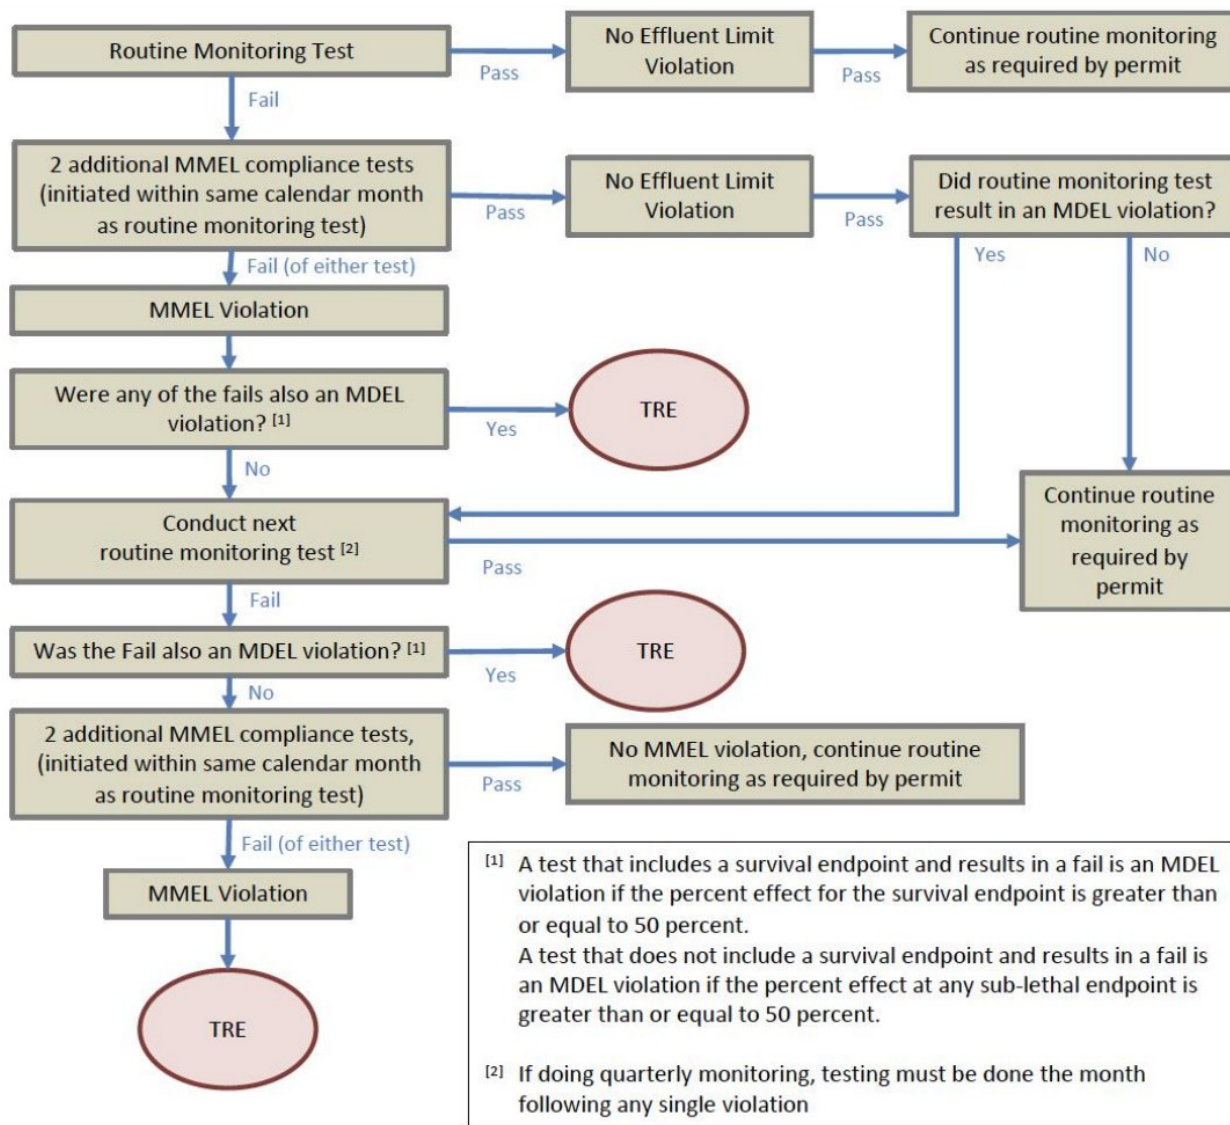 Routine Monitoring Test
Pass
No Effluent Limit
Violation
Pass
Continue routine monitoring
as required by permit
Fail
2 additional MMEL compliance tests
(initiated within same calendar month
as routine monitoring test)
Pass
No Effluent Limit
Violation
Pass
Did routine monitoring test
result in an MDEL violation?
Fail (of either test)
Yes
No
MMEL Violation
Were any of the fails also an MDEL
violation? [1]
Yes
TRE
No
Conduct next
routine monitoring test [2]
Pass
Continue routine
monitoring as
required by
permit
Fail
Was the Fail also an MDEL violation? [1]
Yes
TRE
No
2 additional MMEL compliance tests,
(initiated within same calendar month
as routine monitoring test)
Pass
No MMEL violation, continue routine
monitoring as required by permit
Fail (of either test)
MMEL Violation
TRE
[1] A test that includes a survival endpoint and results in a fail is an MDEL
violation if the percent effect for the survival endpoint is greater than
or equal to 50 percent.
A test that does not include a survival endpoint and results in a fail is
an MDEL violation if the percent effect at any sub-lethal endpoint is
greater than or equal to 50 percent.
[2] If doing quarterly monitoring, testing must be done the month
following any single violation